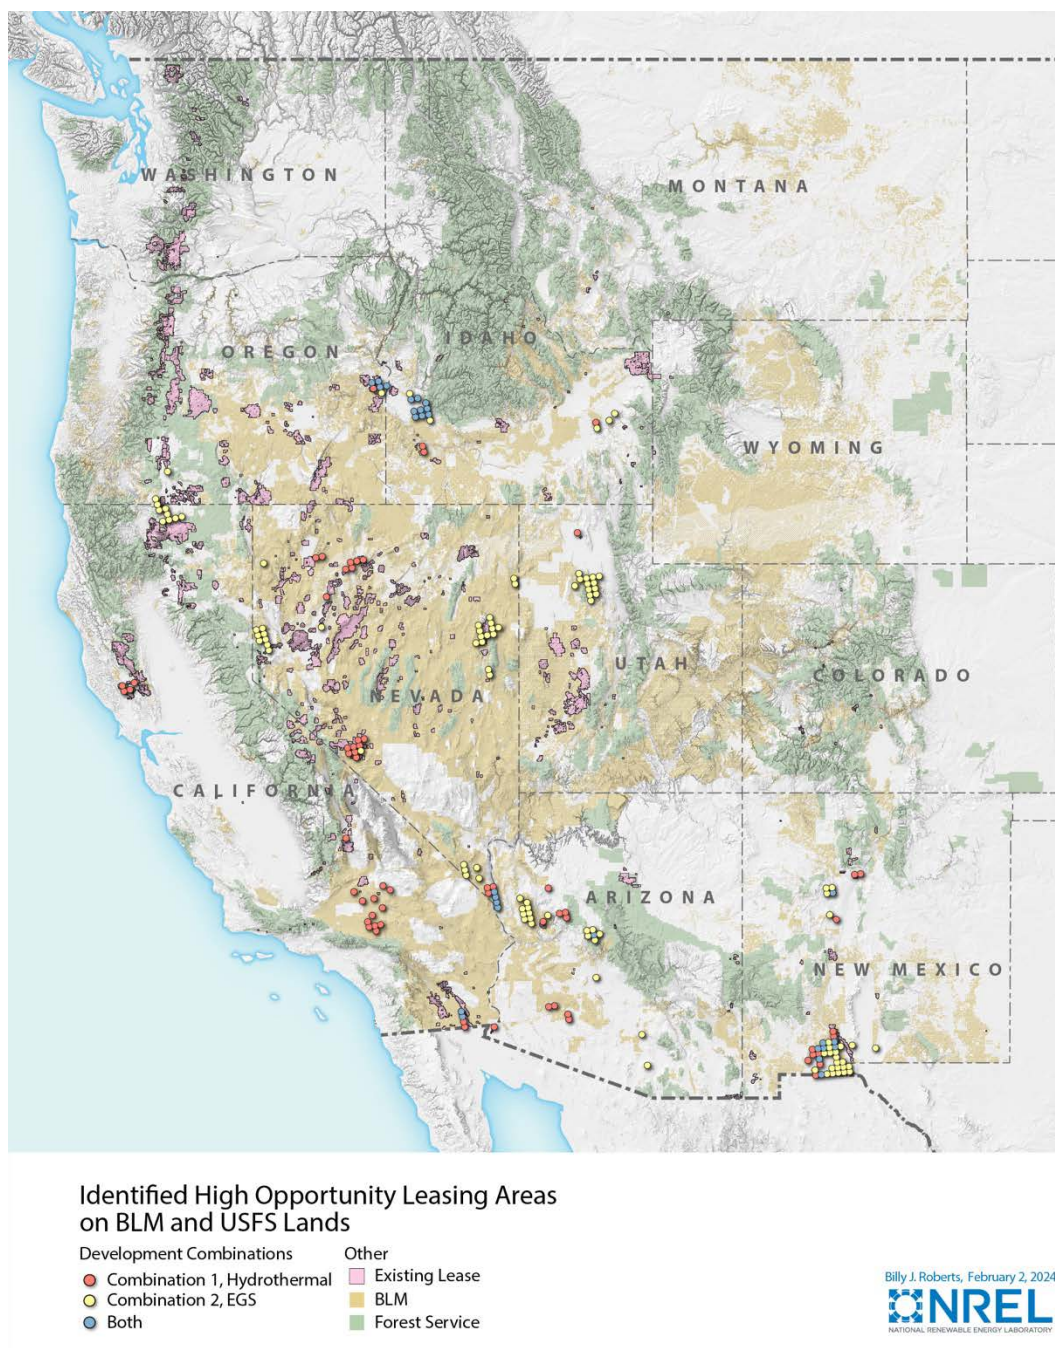 WASHINGTON
MONTANA
OREGON
IDAHO
WYOMING
UTAH
COLORADO
NEVADA
CALIFORNIA
ARIZONA
NEW MEXICO
Identified High Opportunity Leasing Areas
on BLM and USFS Lands
Development Combinations
Combination 1, Hydrothermal
Combination 2, EGS
Both
Other
Existing Lease
BLM
Forest Service
Billy J. Roberts, February 2, 2024
NREL
NATIONAL RENEWABLE ENERGY LABORATORY